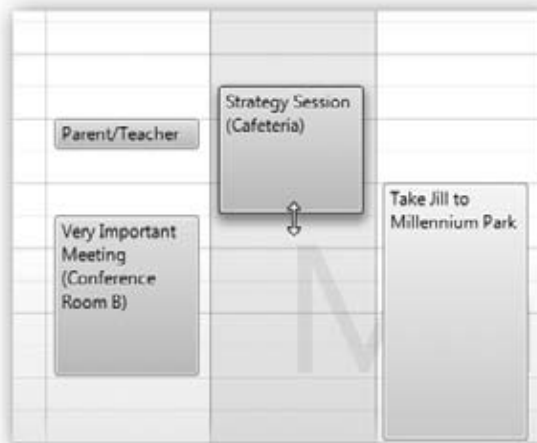 Parent/Teacher
Very Important
Meeting
(Conference
Room B)
Strategy Session
(Cafeteria)
Take Jill to
Millennium Park
M